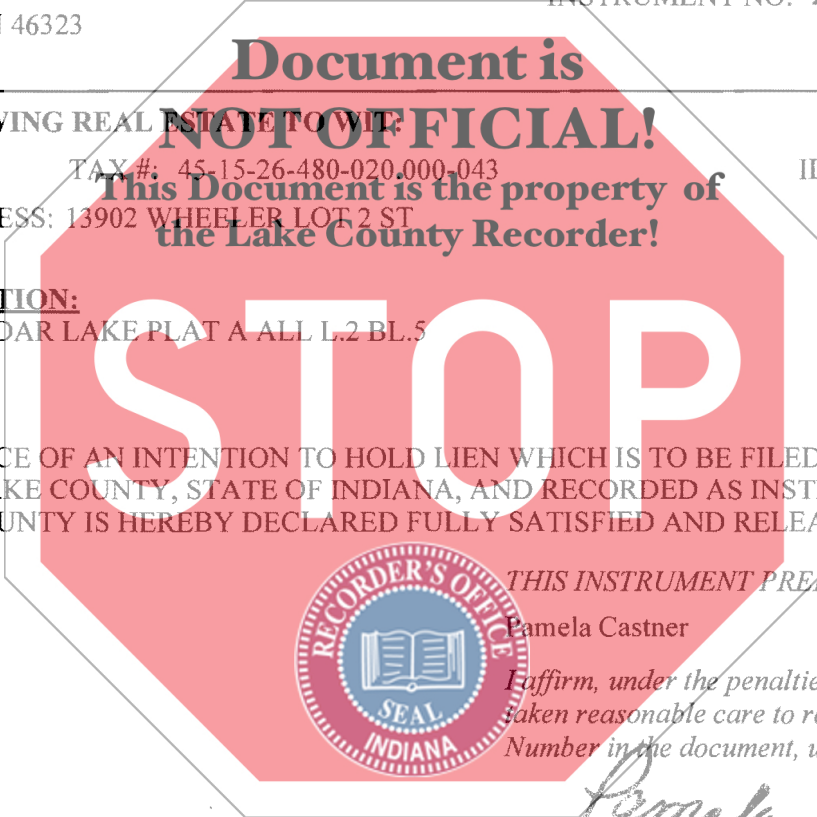 INSTRUMENT NO: 2
46323
Document is
NOT OFFICIAL!
VING REAL ESTATE TO WIT:
TAX #: 45-15-26-480-020.000-043
This Document is the property of
ESS: 13902 WHEELER LOT 2 ST
the Lake County Recorder!
TION:
DAR LAKE PLAT A ALL L.2 BL.5
STOP
CE OF AN INTENTION TO HOLD LIEN WHICH IS TO BE FILED
KE COUNTY, STATE OF INDIANA, AND RECORDED AS INST
UNTY IS HEREBY DECLARED FULLY SATISFIED AND RELEA
THIS INSTRUMENT PREI
Pamela Castner
I affirm, under the penaltie
taken reasonable care to re
Number in the document, u
RECORDER'S OFFICE
SEAL
INDIANA
Pamela